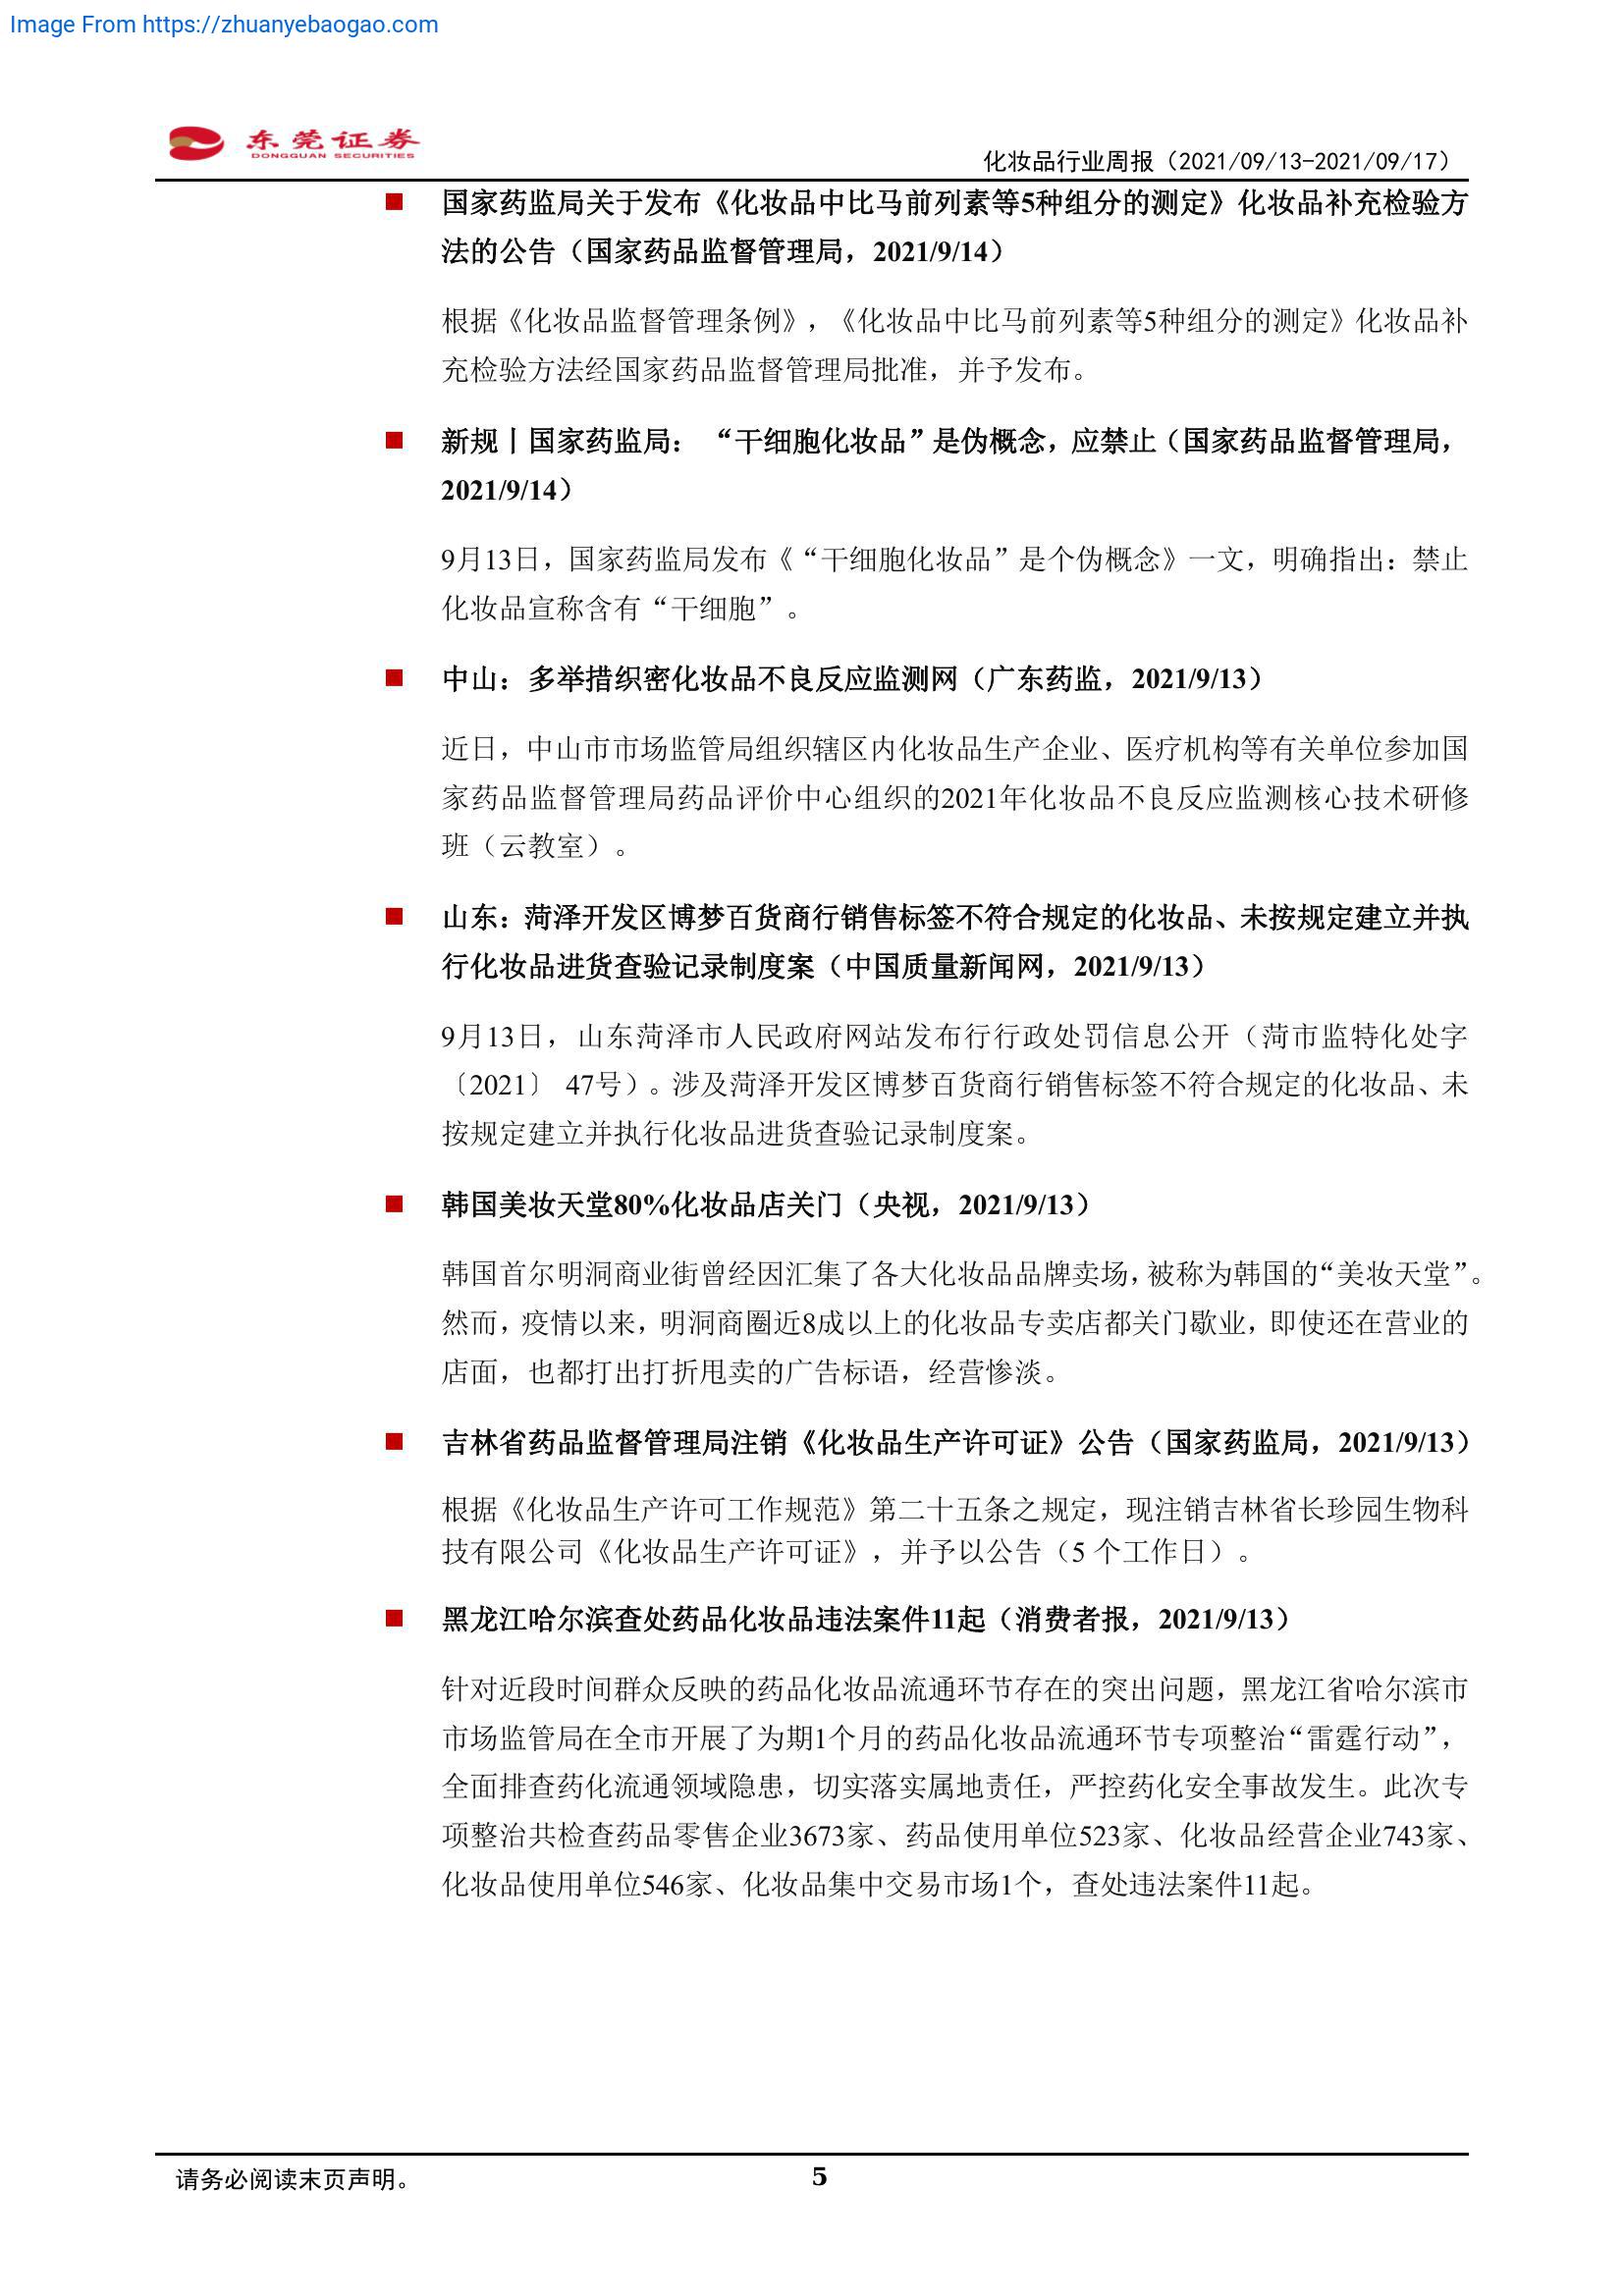 Image From https://zhuanyebaogao.com
东莞证券
DONGGUAN SECURITIES
化妆品行业周报（2021/09/13-2021/09/17）
国家药监局关于发布《化妆品中比马前列素等5种组分的测定》化妆品补充检验方
法的公告（国家药品监督管理局，2021/9/14）
根据《化妆品监督管理条例》，《化妆品中比马前列素等5种组分的测定》化妆品补
充检验方法经国家药品监督管理局批准，并予发布。
新规丨国家药监局： “干细胞化妆品”是伪概念，应禁止（国家药品监督管理局，
2021/9/14）
9月13日，国家药监局发布《“干细胞化妆品”是个伪概念》一文，明确指出：禁止
化妆品宣称含有“干细胞”。
中山：多举措织密化妆品不良反应监测网（广东药监，2021/9/13）
近日，中山市市场监管局组织辖区内化妆品生产企业、医疗机构等有关单位参加国
家药品监督管理局药品评价中心组织的2021年化妆品不良反应监测核心技术研修
班（云教室）。
山东：菏泽开发区博梦百货商行销售标签不符合规定的化妆品、未按规定建立并执
行化妆品进货查验记录制度案（中国质量新闻网，2021/9/13）
9月13日，山东菏泽市人民政府网站发布行行政处罚信息公开（菏市监特化处字
〔2021〕 47号）。涉及菏泽开发区博梦百货商行销售标签不符合规定的化妆品、未
按规定建立并执行化妆品进货查验记录制度案。
韩国美妆天堂80%化妆品店关门（央视，2021/9/13）
韩国首尔明洞商业街曾经因汇集了各大化妆品品牌卖场，被称为韩国的“美妆天堂”。
然而，疫情以来，明洞商圈近8成以上的化妆品专卖店都关门歇业，即使还在营业的
店面，也都打出打折甩卖的广告标语，经营惨淡。
吉林省药品监督管理局注销《化妆品生产许可证》公告（国家药监局，2021/9/13）
根据《化妆品生产许可工作规范》第二十五条之规定，现注销吉林省长珍园生物科
技有限公司《化妆品生产许可证》，并予以公告（5 个工作日）。
黑龙江哈尔滨查处药品化妆品违法案件11起（消费者报，2021/9/13）
针对近段时间群众反映的药品化妆品流通环节存在的突出问题，黑龙江省哈尔滨市
市场监管局在全市开展了为期1个月的药品化妆品流通环节专项整治“雷霆行动”，
全面排查药化流通领域隐患，切实落实属地责任，严控药化安全事故发生。此次专
项整治共检查药品零售企业3673家、药品使用单位523家、化妆品经营企业743家、
化妆品使用单位546家、化妆品集中交易市场1个，查处违法案件11起。
请务必阅读末页声明。
5